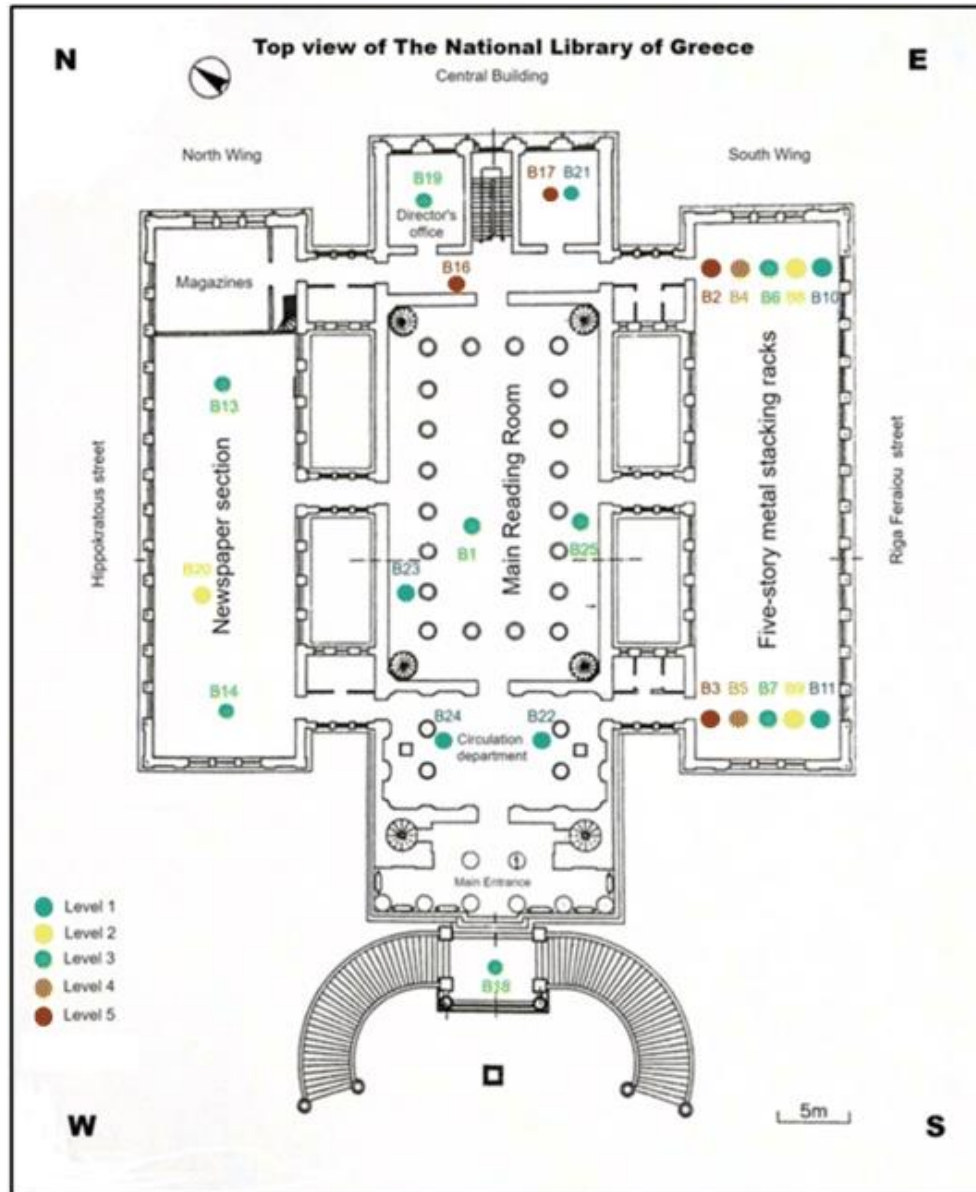 N
Top view of The National Library of Greece
E
Central Building
North Wing
South Wing
B19
Director's
office
B17 B21
B16
Magazines
B2 B4 B6 B8 B10
B13
Newspaper section
Hippokratous street
Main Reading Room
Five-story metal stacking racks
Riga Feraiou street
B1
B25
B20
B23
B14
B3 B5 B7 B9 B11
B24
B22
Circulation
department
Main Entrance
Level 1
Level 2
Level 3
Level 4
Level 5
B18
W
5m
S